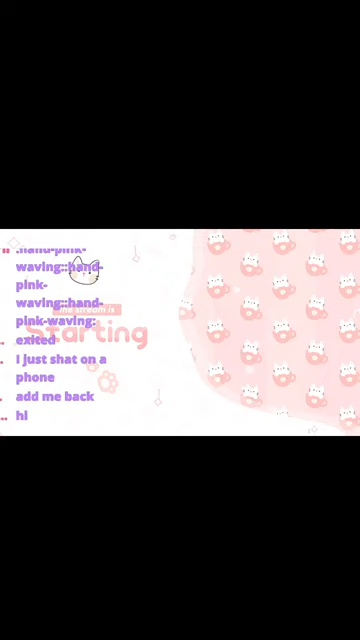 :hand-pink-
waving::hand-
pink-
waving::hand-
pink-waving:
the stream is
Starting
exited
I just shat on a
phone
add me back
hi